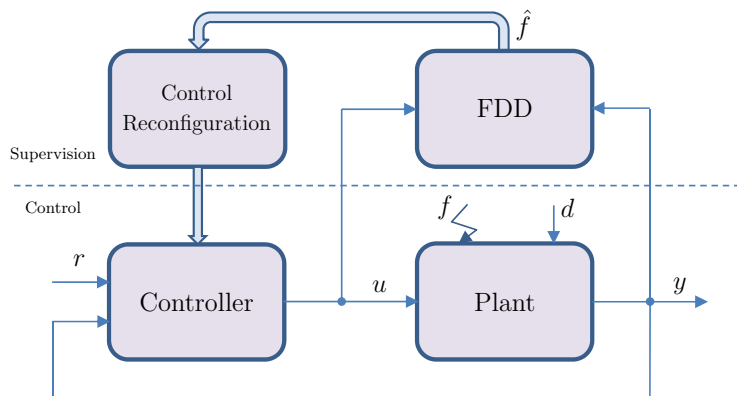 f̂
Control
Reconfiguration
FDD
Supervision
Control
f
d
r
Controller
u
Plant
y